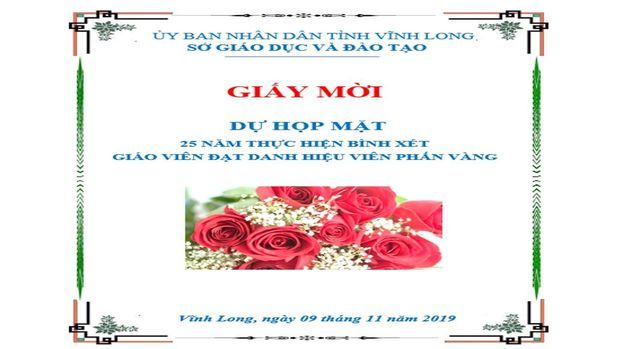 ỦY BAN NHÂN DÂN TỈNH VĨNH LONG
SỞ GIÁO DỤC VÀ ĐÀO TẠO
GIẤY MỜI
DỰ HỌP MẶT
25 NĂM THỰC HIỆN BÌNH XÉT
GIÁO VIÊN ĐẠT DANH HIỆU VIÊN PHẤN VÀNG
Vĩnh Long, ngày 09 tháng 11 năm 2019